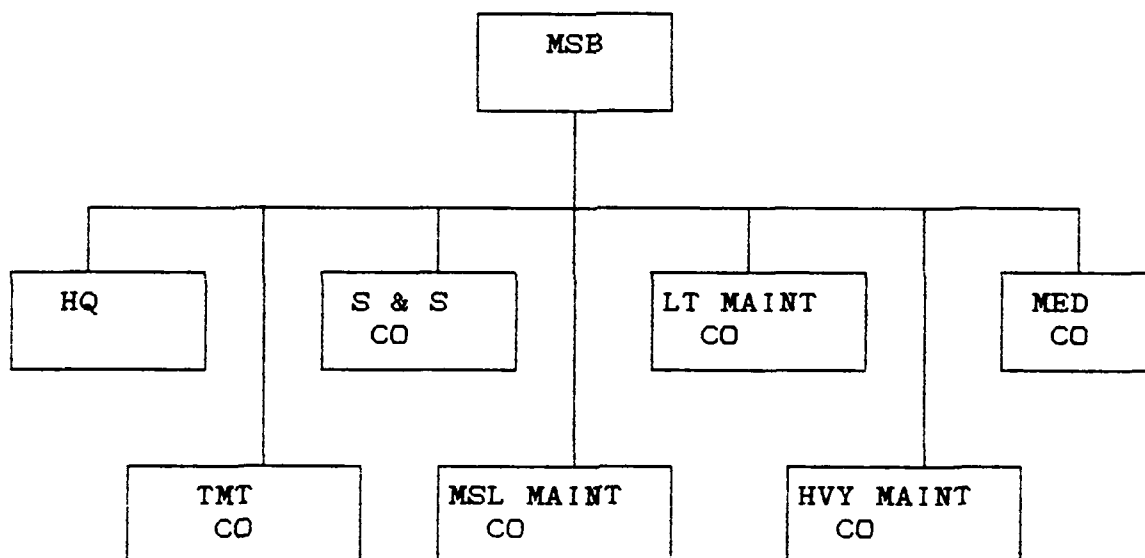 MSB
HQ
S & S
CO
LT MAINT
CO
MED
CO
TMT
CO
MSL MAINT
CO
HVY MAINT
CO